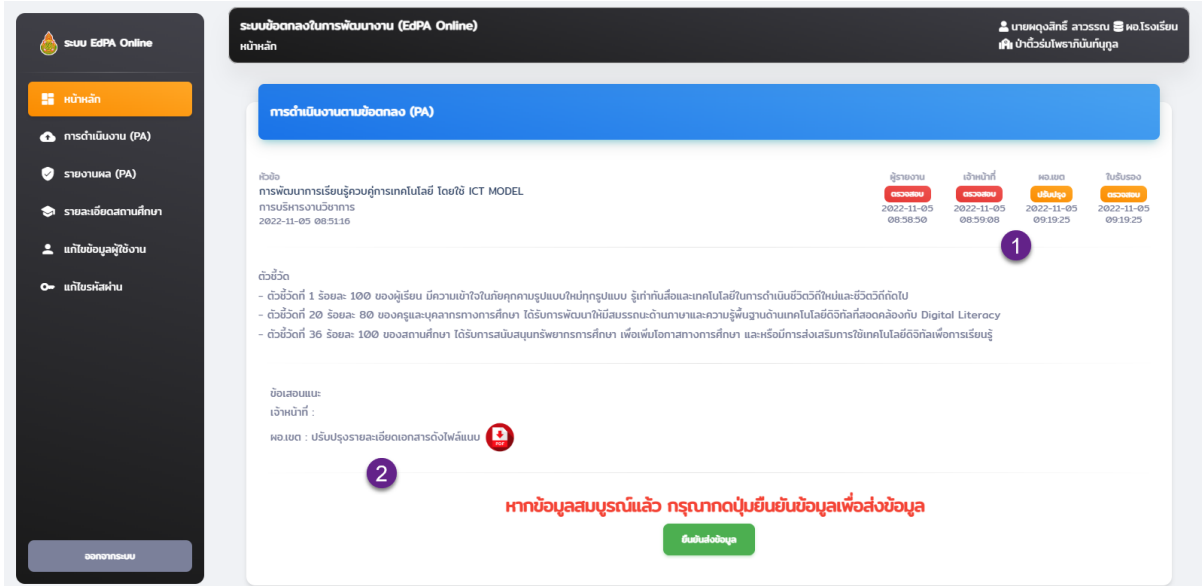 ระบบ EdPA Online
หน้าหลัก
การดำเนินงาน (PA)
รายงานผล (PA)
รายละเอียดสถานศึกษา
แก้ไขข้อมูลผู้ใช้งาน
แก้ไขรหัสผ่าน
ออกจากระบบ
ระบบข้อตกลงในการพัฒนางาน (EdPA Online)
หน้าหลัก
นายผดุงสิทธิ์ ลาวรรณ ผอ.โรงเรียน
ป่าติ้วร่มโพธาภินันท์นุกูล
การดำเนินงานตามข้อตกลง (PA)
หัวข้อ
การพัฒนาการเรียนรู้ควบคู่การเทคโนโลยี โดยใช้ ICT MODEL
การบริหารงานวิชาการ
2022-11-05 08:51:16
ผู้รายงาน เจ้าหน้าที่ ผอ.เขต ใบรับรอง
ตรวจสอบ ตรวจสอบ ปรับปรุง ตรวจสอบ
2022-11-05 2022-11-05 2022-11-05 2022-11-05
08:58:50 08:59:08 09:19:25 09:19:25
1
ตัวชี้วัด
- ตัวชี้วัดที่ 1 ร้อยละ 100 ของผู้เรียน มีความเข้าใจในภัยคุกคามรูปแบบใหม่ทุกรูปแบบ รู้เท่าทันสื่อและเทคโนโลยีในการดำเนินชีวิตวิถีใหม่และชีวิตวิถีถัดไป
- ตัวชี้วัดที่ 20 ร้อยละ 80 ของครูและบุคลากรทางการศึกษา ได้รับการพัฒนาให้มีสมรรถนะด้านภาษาและความรู้พื้นฐานด้านเทคโนโลยีดิจิทัลที่สอดคล้องกับ Digital Literacy
- ตัวชี้วัดที่ 36 ร้อยละ 100 ของสถานศึกษา ได้รับการสนับสนุนทรัพยากรการศึกษา เพื่อเพิ่มโอกาสทางการศึกษา และหรือมีการส่งเสริมการใช้เทคโนโลยีดิจิทัลเพื่อการเรียนรู้
ข้อเสอนแนะ
เจ้าหน้าที่ :
ผอ.เขต : ปรับปรุงรายละเอียดเอกสารดังไฟล์แนบ PDF
2
หากข้อมูลสมบูรณ์แล้ว กรุณากดปุ่มยืนยันข้อมูลเพื่อส่งข้อมูล
ยืนยันส่งข้อมูล